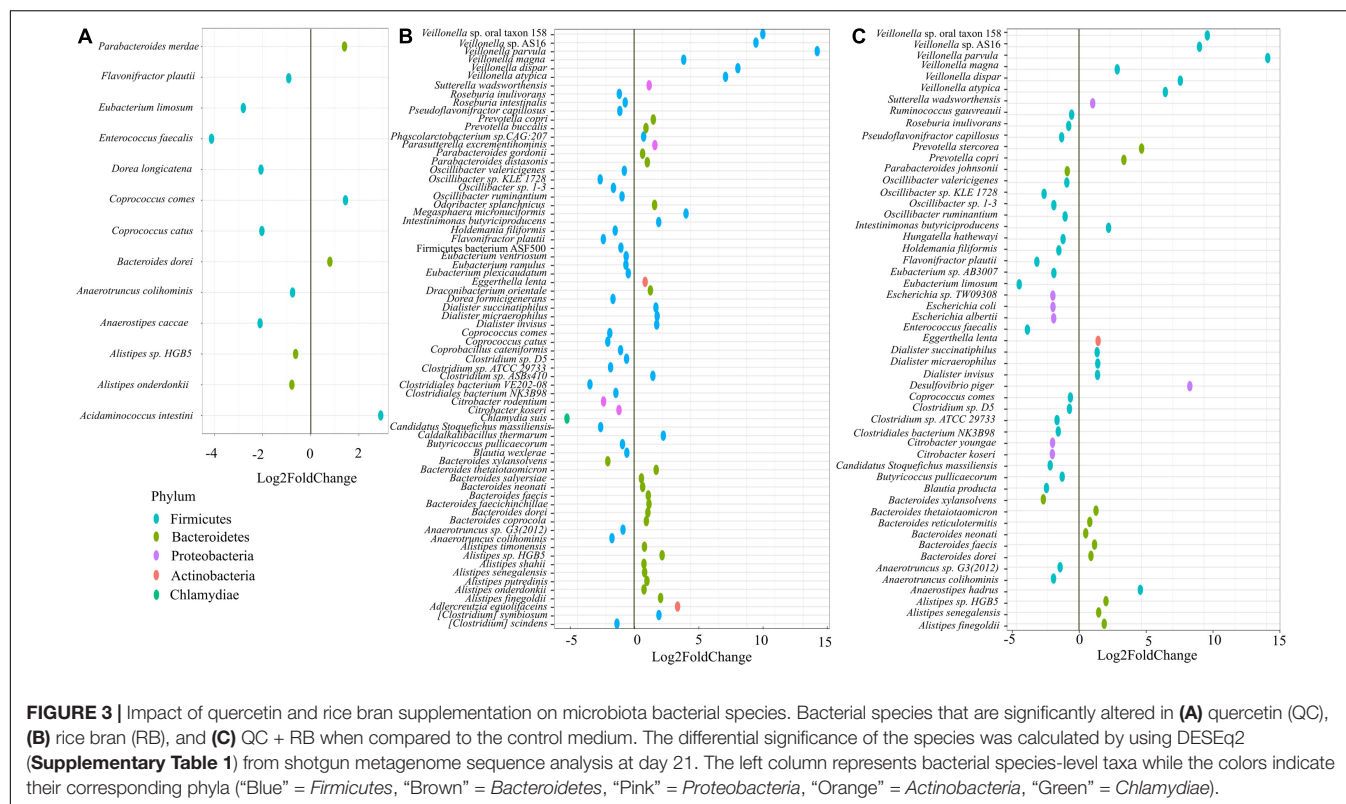 A
Parabacteroides merdae
Flavonifractor plautii
Eubacterium limosum
Enterococcus faecalis
Dorea longicatena
Coprococcus comes
Coprococcus catus
Bacteroides dorei
Anaerotruncus colihominis
Anaerostipes caccae
Alistipes sp. HGB5
Alistipes onderdonkii
Acidaminococcus intestini
-4 -2 0 2
Log2FoldChange
Phylum
Firmicutes
Bacteroidetes
Proteobacteria
Actinobacteria
Chlamydiae
B
Veillonella sp. oral taxon 158
Veillonella sp. AS16
Veillonella parvula
Veillonella magna
Veillonella dispar
Veillonella atypica
Sutterella wadsworthensis
Roseburia inulivorans
Roseburia intestinalis
Pseudoflavonifractor capillosus
Prevotella copri
Prevotella buccalis
Phascolarctobacterium sp.CAG:207
Parasutterella excrementihominis
Parabacteroides gordonii
Parabacteroides distasonis
Oscillibacter valericigenes
Oscillibacter sp. KLE 1728
Oscillibacter sp. 1-3
Oscillibacter ruminantium
Odoribacter splanchnicus
Megasphaera micronuciformis
Intestinimonas butyriciproducens
Holdemania filiformis
Flavonifractor plautii
Firmicutes bacterium ASF500
Eubacterium ventriosum
Eubacterium ramulus
Eubacterium plexicaudatum
Eggerthella lenta
Draconibacterium orientale
Dorea formicigenerans
Dialister succinatiphilus
Dialister micraerophilus
Dialister invisus
Coprococcus comes
Coprococcus catus
Coprobacillus cateniformis
Clostridium sp. D5
Clostridium sp. ATCC 29733
Clostridium sp. ASBs410
Clostridiales bacterium VE202-08
Clostridiales bacterium NK3B98
Citrobacter rodentium
Citrobacter koseri
Chlamydia suis
Candidatus Stoquefichus massiliensis
Caldalkalibacillus thermarum
Butyricoccus pullicaecorum
Blautia wexlerae
Bacteroides xylansolvens
Bacteroides thetaiotaomicron
Bacteroides salyersiae
Bacteroides neonati
Bacteroides faecis
Bacteroides faecichinchillae
Bacteroides dorei
Bacteroides coprocola
Anaerotruncus sp. G3(2012)
Anaerotruncus colihominis
Alistipes timonensis
Alistipes sp. HGB5
Alistipes shahii
Alistipes senegalensis
Alistipes putredinis
Alistipes onderdonkii
Alistipes finegoldii
Adlercreutzia equolifaciens
[Clostridium] symbiosum
[Clostridium] scindens
-5 0 5 10 15
Log2FoldChange
C
Veillonella sp. oral taxon 158
Veillonella sp. AS16
Veillonella parvula
Veillonella magna
Veillonella dispar
Veillonella atypica
Sutterella wadsworthensis
Ruminococcus gauvreauii
Roseburia inulivorans
Pseudoflavonifractor capillosus
Prevotella stercorea
Prevotella copri
Parabacteroides johnsonii
Oscillibacter valericigenes
Oscillibacter sp. KLE 1728
Oscillibacter sp. 1-3
Oscillibacter ruminantium
Intestinimonas butyriciproducens
Hungatella hathewayi
Holdemania filiformis
Flavonifractor plautii
Eubacterium sp. AB3007
Eubacterium limosum
Escherichia sp. TW09308
Escherichia coli
Escherichia albertii
Enterococcus faecalis
Eggerthella lenta
Dialister succinatiphilus
Dialister micraerophilus
Dialister invisus
Desulfovibrio piger
Coprococcus comes
Clostridium sp. D5
Clostridium sp. ATCC 29733
Clostridiales bacterium NK3B98
Citrobacter youngae
Citrobacter koseri
Candidatus Stoquefichus massiliensis
Butyricoccus pullicaecorum
Blautia producta
Bacteroides xylansolvens
Bacteroides thetaiotaomicron
Bacteroides reticulotermitis
Bacteroides neonati
Bacteroides faecis
Bacteroides dorei
Anaerotruncus sp. G3(2012)
Anaerotruncus colihominis
Anaerostipes hadrus
Alistipes sp. HGB5
Alistipes senegalensis
Alistipes finegoldii
-5 0 5 10 15
Log2FoldChange
FIGURE 3 | Impact of quercetin and rice bran supplementation on microbiota bacterial species. Bacterial species that are significantly altered in (A) quercetin (QC),
(B) rice bran (RB), and (C) QC + RB when compared to the control medium. The differential significance of the species was calculated by using DESEq2
(Supplementary Table 1) from shotgun metagenome sequence analysis at day 21. The left column represents bacterial species-level taxa while the colors indicate
their corresponding phyla ("Blue" = Firmicutes, "Brown" = Bacteroidetes, "Pink" = Proteobacteria, "Orange" = Actinobacteria, "Green" = Chlamydiae).